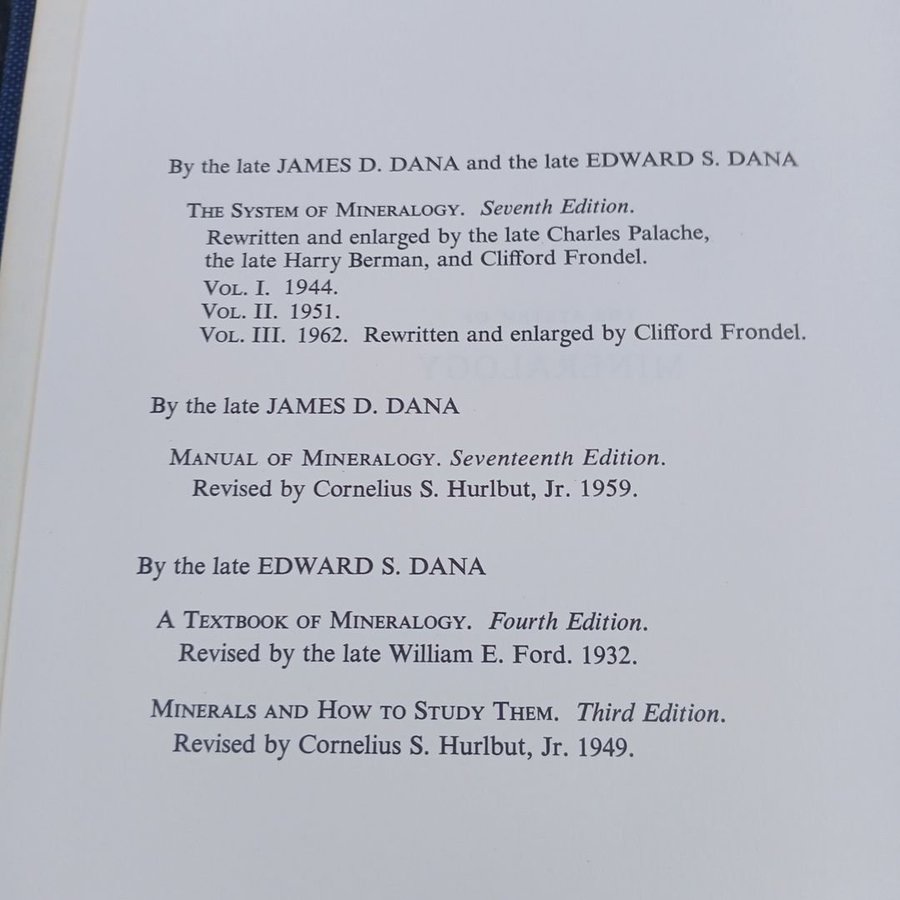 By the late JAMES D. DANA and the late EDWARD S. DANA
THE SYSTEM OF MINERALOGY. Seventh Edition.
Rewritten and enlarged by the late Charles Palache,
the late Harry Berman, and Clifford Frondel.
VOL. I. 1944.
VOL. II. 1951.
VOL. III. 1962. Rewritten and enlarged by Clifford Frondel.
By the late JAMES D. DANA
MANUAL OF MINERALOGY. Seventeenth Edition.
Revised by Cornelius S. Hurlbut, Jr. 1959.
By the late EDWARD S. DANA
A TEXTBOOK OF MINERALOGY. Fourth Edition.
Revised by the late William E. Ford. 1932.
MINERALS AND HOW TO STUDY THEM. Third Edition.
Revised by Cornelius S. Hurlbut, Jr. 1949.